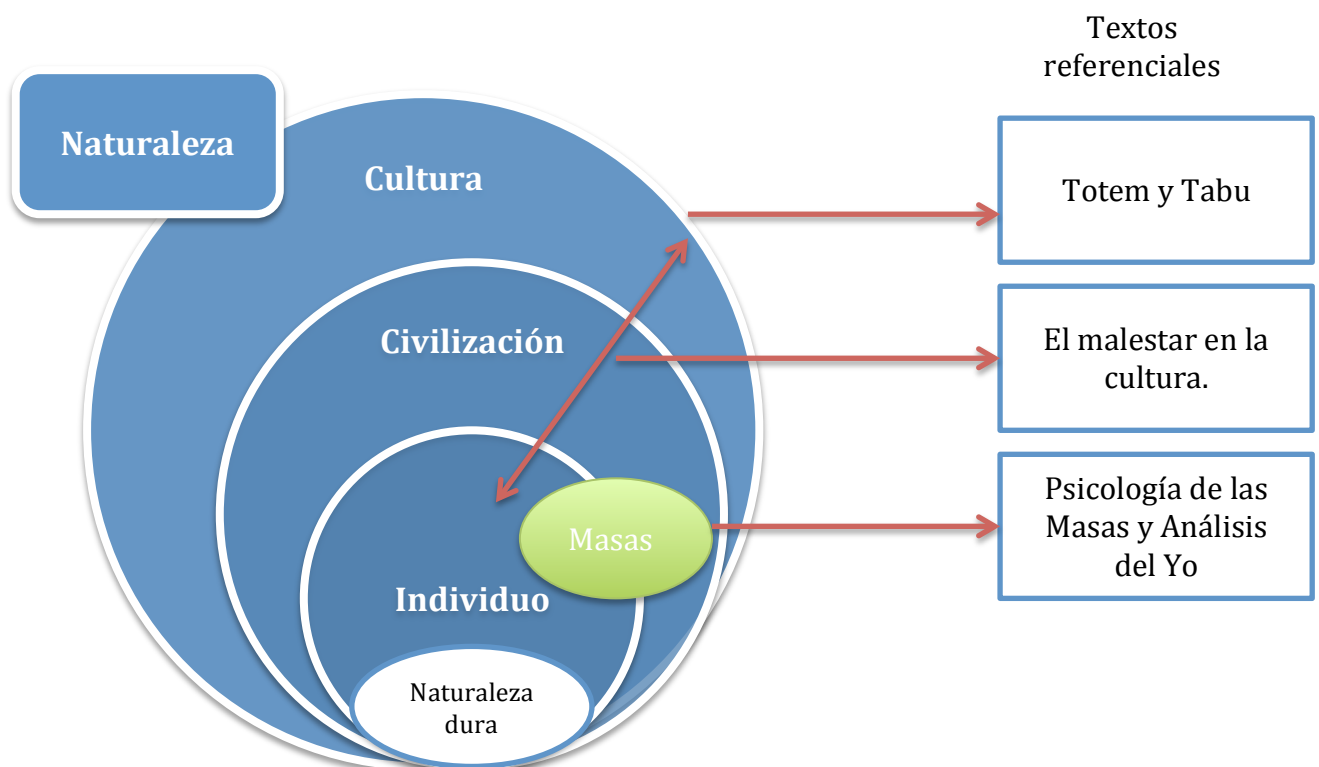 Textos
referenciales
Naturaleza
Cultura
Totem y Tabu
Civilización
El malestar en la
cultura.
Masas
Psicología de las
Masas y Análisis
del Yo
Individuo
Naturaleza
dura